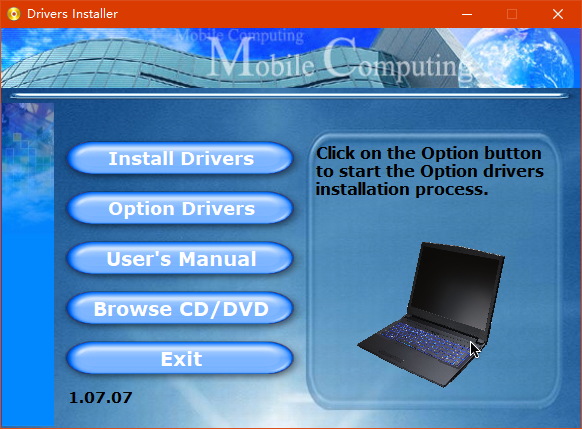 Drivers Installer
Mobile Computing
Mobile Computing
Install Drivers
Option Drivers
User's Manual
Browse CD/DVD
Exit
1.07.07
Click on the Option button
to start the Option drivers
installation process.